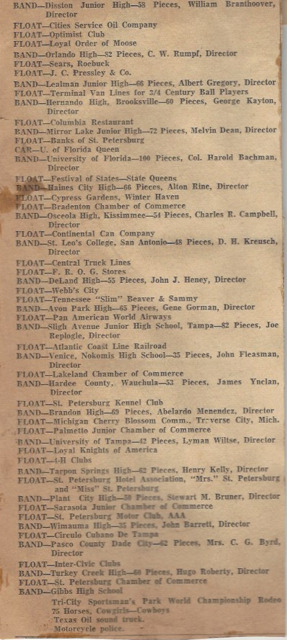 BAND—Disston Junior High—58 Pieces, William Branthoover,
Director
FLOAT—Cities Service Oil Company
FLOAT—Optimist Club
FLOAT—Loyal Order of Moose
BAND—Orlando High—82 Pieces, C. W. Rumpf, Director
FLOAT—Sears, Roebuck
FLOAT—J. C. Pressley & Co.
BAND—Lealman Junior High—66 Pieces, Albert Gregory, Director
FLOAT—Terminal Van Lines for 3/4 Century Ball Players
BAND—Hernando High, Brooksville—60 Pieces, George Kayton,
Director
FLOAT—Columbia Restaurant
BAND—Mirror Lake Junior High—72 Pieces, Melvin Dean, Director
FLOAT—Banks of St. Petersburg
CAR—U. of Florida Queen
BAND—University of Florida—100 Pieces, Col. Harold Bachman,
Director
FLOAT—Festival of States—State Queens
BAND—Haines City High—66 Pieces, Alton Rine, Director
FLOAT—Cypress Gardens, Winter Haven
FLOAT—Bradenton Chamber of Commerce
BAND—Osceola High, Kissimmee—54 Pieces, Charles R. Campbell,
Director
FLOAT—Continental Can Company
BAND—St. Leo's College, San Antonio—48 Pieces, D. H. Kreusch,
Director
FLOAT—Central Truck Lines
FLOAT—F. R. O. G. Stores
BAND—DeLand High—55 Pieces, John J. Heney, Director
FLOAT—Webb's City
FLOAT—Tennessee "Slim" Beaver & Sammy
BAND—Avon Park High—65 Pieces, Gene Gorman, Director
FLOAT—Pan American World Airways
BAND—Sligh Avenue Junior High School, Tampa—82 Pieces, Joe
Replogle, Director
FLOAT—Atlantic Coast Line Railroad
BAND—Venice, Nokomis High School—35 Pieces, John Fleasman,
Director
FLOAT—Lakeland Chamber of Commerce
BAND—Hardee County, Wauchula—53 Pieces, James Ynclan,
Director
FLOAT—St. Petersburg Kennel Club
BAND—Brandon High—69 Pieces, Abelardo Menendez, Director
FLOAT—Michigan Cherry Blossom Comm., Traverse City, Mich.
FLOAT—Palmetto Junior Chamber of Commerce
BAND—University of Tampa—42 Pieces, Lyman Wiltse, Director
FLOAT—Loyal Knights of America
FLOAT—4-H Clubs
BAND—Tarpon Springs High—62 Pieces, Henry Kelly, Director
FLOAT—St. Petersburg Hotel Association, "Mrs." St. Petersburg
and "Miss" St. Petersburg
BAND—Plant City High—50 Pieces, Stewart M. Bruner, Director
FLOAT—Sarasota Junior Chamber of Commerce
FLOAT—St. Petersburg Motor Club, AAA
BAND—Wimauma High—35 Pieces, John Barrett, Director
FLOAT—Circulo Cubano De Tampa
BAND—Pasco County Dade City—62 Pieces, Mrs. C. G. Byrd,
Director
FLOAT—Inter-Civic Clubs
BAND—Turkey Creek High—60 Pieces, Hugo Roberty, Director
FLOAT—St. Petersburg Chamber of Commerce
BAND—Gibbs High School
Tri-City Sportsman's Park World Championship Rodeo
75 Horses, Cowgirls—Cowboys
Texas Oil sound truck.
Motorcycle police.